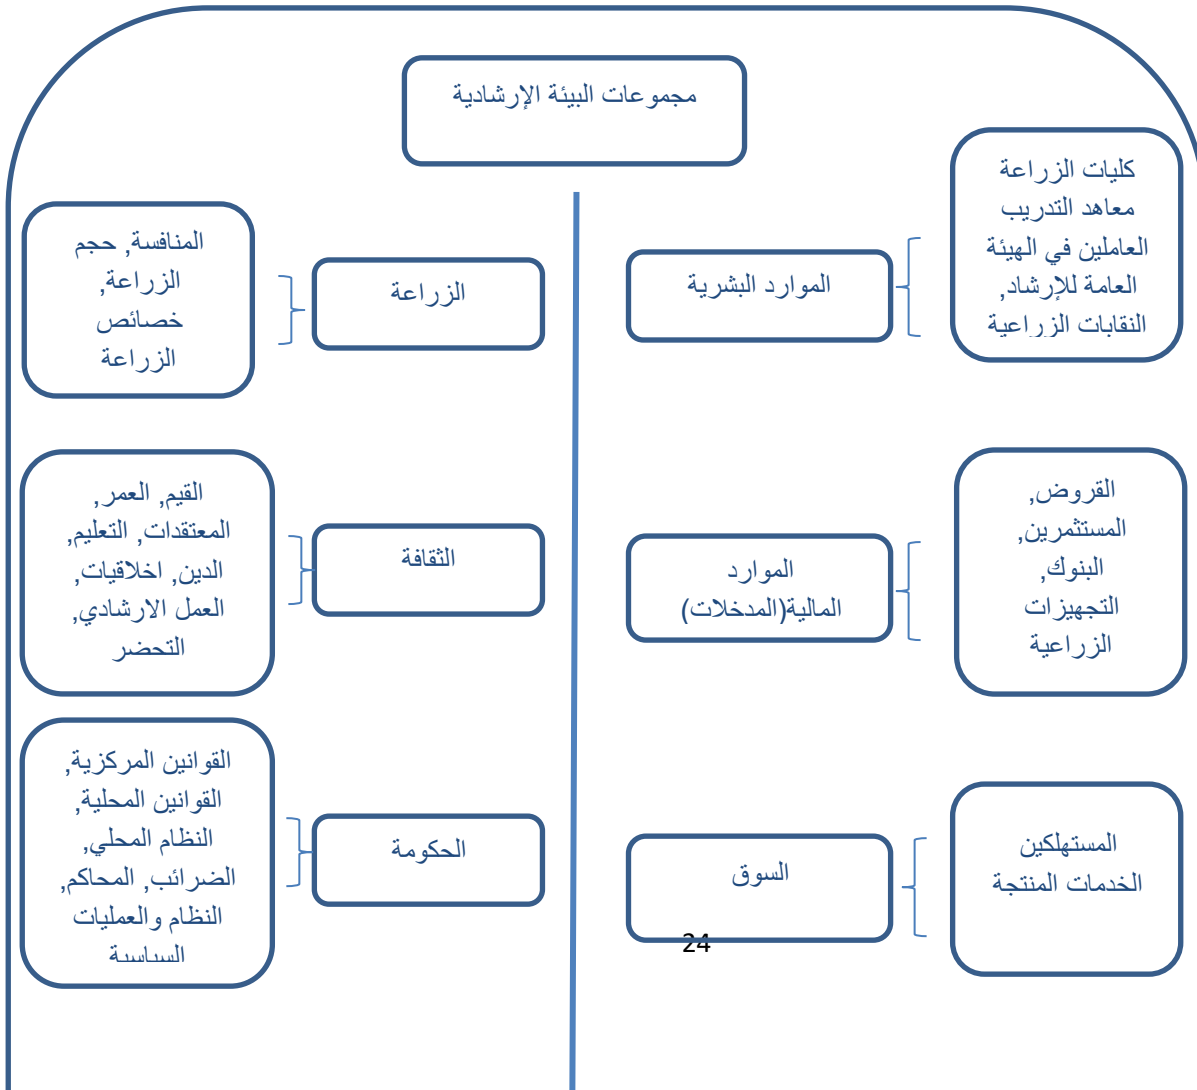 مجموعات البيئة الإرشادية
كليات الزراعة
معاهد التدريب
العاملين في الهيئة
العامة للإرشاد,
النقابات الزراعية
الموارد البشرية
الزراعة
المنافسة, حجم
الزراعة,
خصائص
الزراعة
القروض,
المستثمرين,
البنوك,
التجهيزات
الزراعية
الموارد
المالية(المدخلات)
الثقافة
القيم, العمر,
المعتقدات, التعليم,
الدين, اخلاقيات,
العمل الارشادي,
التحضر
المستهلكين
الخدمات المنتجة
السوق
الحكومة
القوانين المركزية,
القوانين المحلية,
النظام المحلي,
الضرائب, المحاكم,
النظام والعمليات
السياسية
24